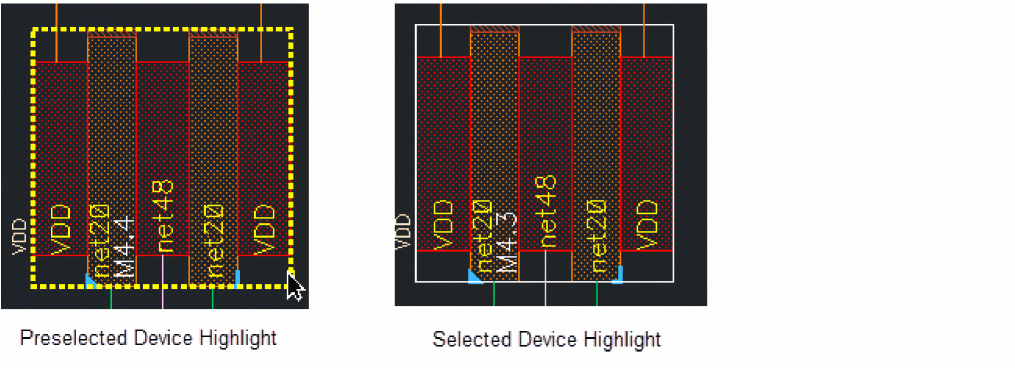 VDD
VDD
net20
M4.4
net48
net20
VDD
VDD
VDD
net20
M4.3
net48
net20
VDD
Preselected Device Highlight
Selected Device Highlight